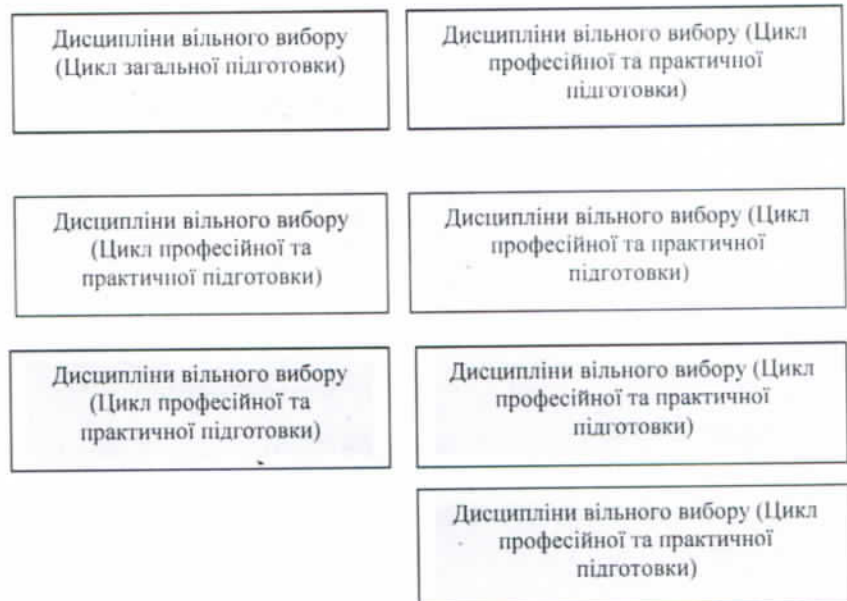 Дисципліни вільного вибору
(Цикл загальної підготовки)
Дисципліни вільного вибору (Цикл
професійної та практичної
підготовки)
Дисципліни вільного вибору
(Цикл професійної та
практичної підготовки)
Дисципліни вільного вибору (Цикл
професійної та практичної
підготовки)
Дисципліни вільного вибору
(Цикл професійної та
практичної підготовки)
Дисципліни вільного вибору (Цикл
професійної та практичної
підготовки)
Дисципліни вільного вибору (Цикл
професійної та практичної
підготовки)